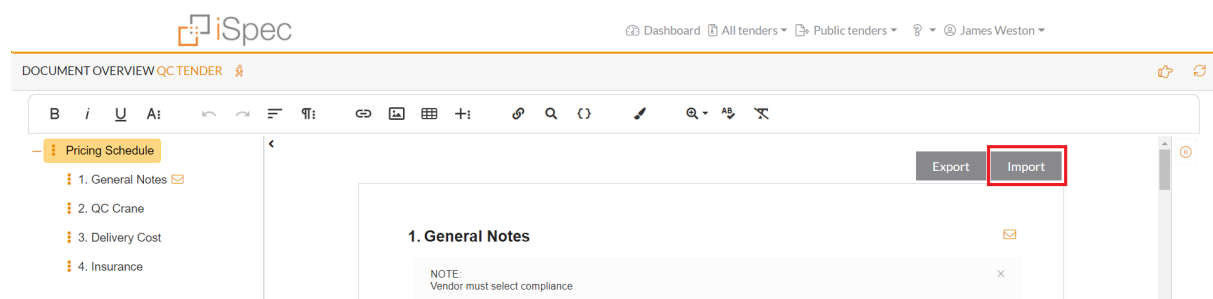 iSpec
Dashboard All tenders Public tenders ? James Weston
DOCUMENT OVERVIEW QC TENDER
B i U A
Pricing Schedule
1. General Notes
2. QC Crane
3. Delivery Cost
4. Insurance
Export Import
1. General Notes
NOTE:
Vendor must select compliance